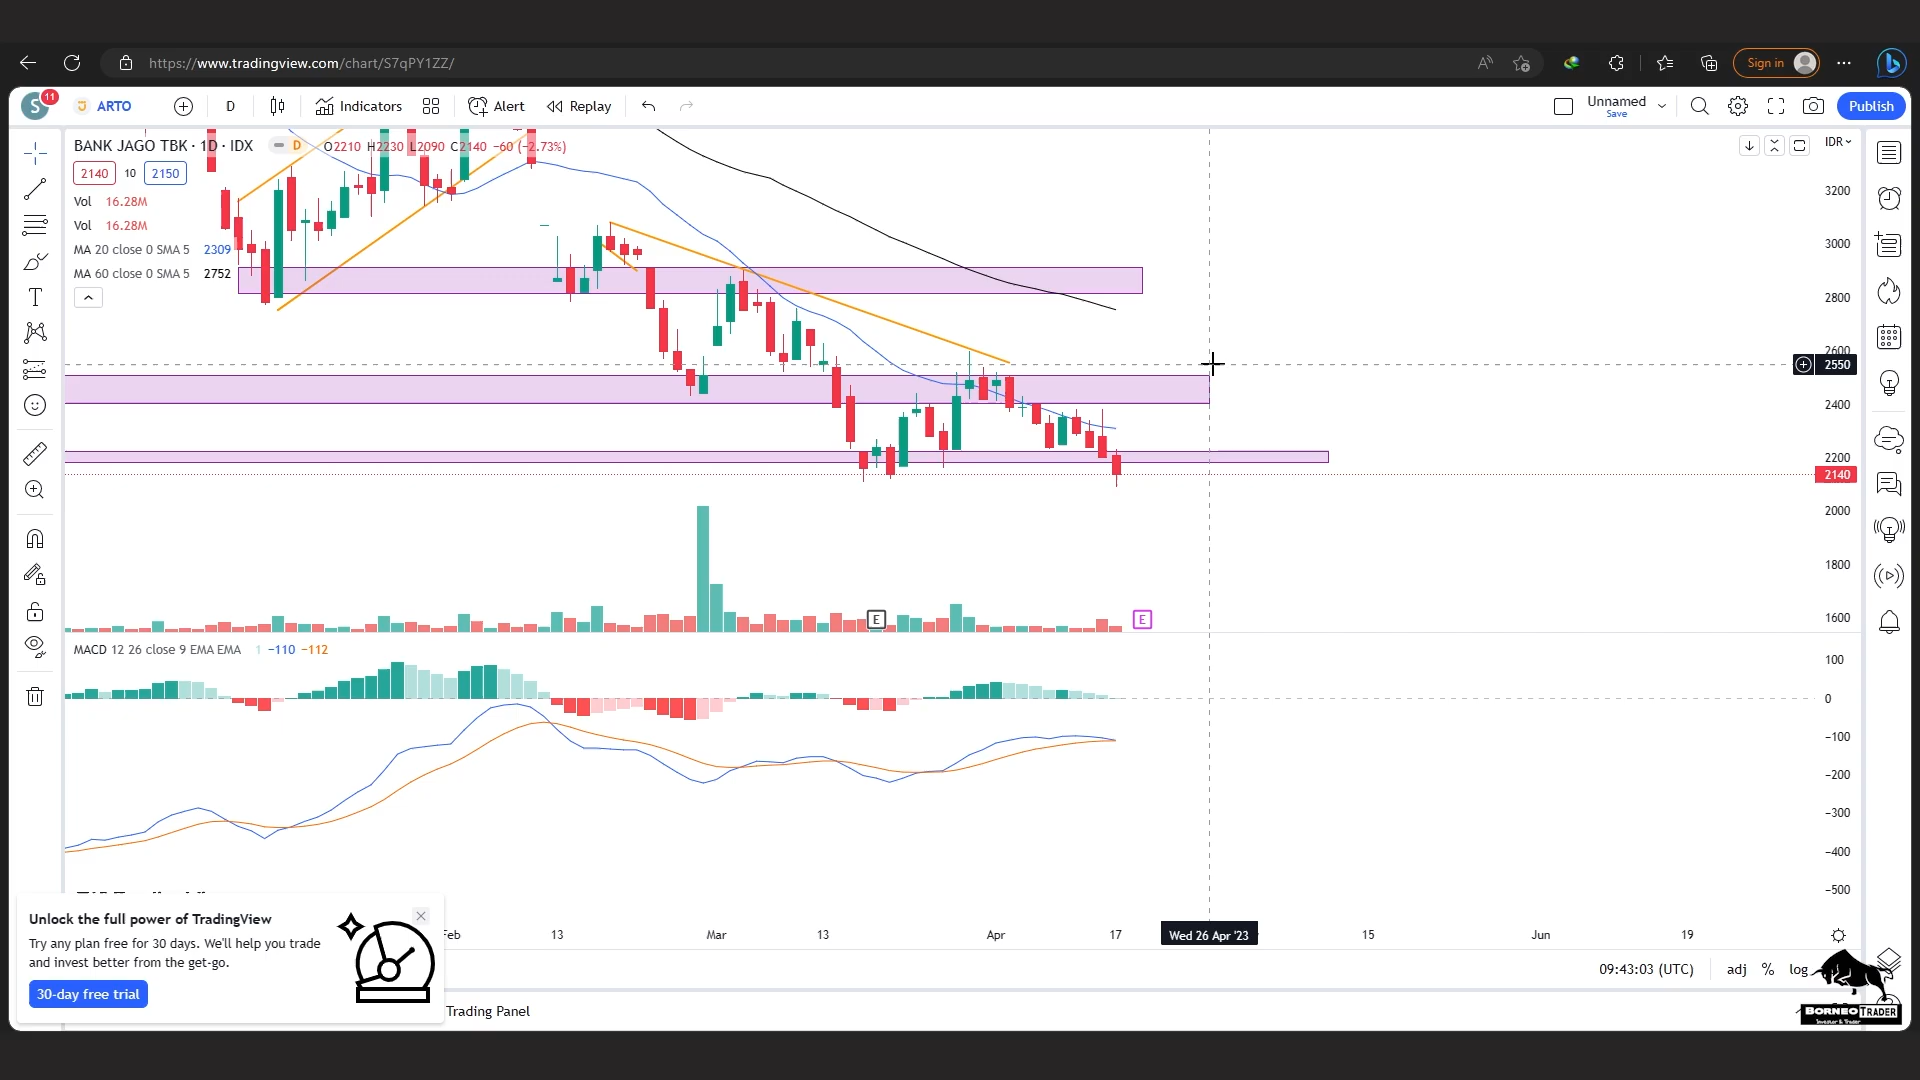 https://www.tradingview.com/chart/S7qPY1ZZ/
Sign in
S 11 ARTO D Indicators Alert Replay Unnamed Save Publish
BANK JAGO TBK · 1D · IDX D O2210 H2230 L2090 C2140 −60 (−2.73%)
IDR
2140 10 2150
Vol 16.28M
Vol 16.28M
MA 20 close 0 SMA 5 2309
MA 60 close 0 SMA 5 2752
3200
3000
2800
2600
2550
2400
2200
2140
2000
1800
1600
E E
MACD 12 26 close 9 EMA EMA 1 −110 −112
100
0
−100
−200
−300
−400
−500
Feb 13 Mar 13 Apr 17 Wed 26 Apr '23 15 Jun 19
Unlock the full power of TradingView
Try any plan free for 30 days. We'll help you trade
and invest better from the get-go.
30-day free trial
09:43:03 (UTC) adj % log
Trading Panel
BORNEO TRADER
Investor & Trader